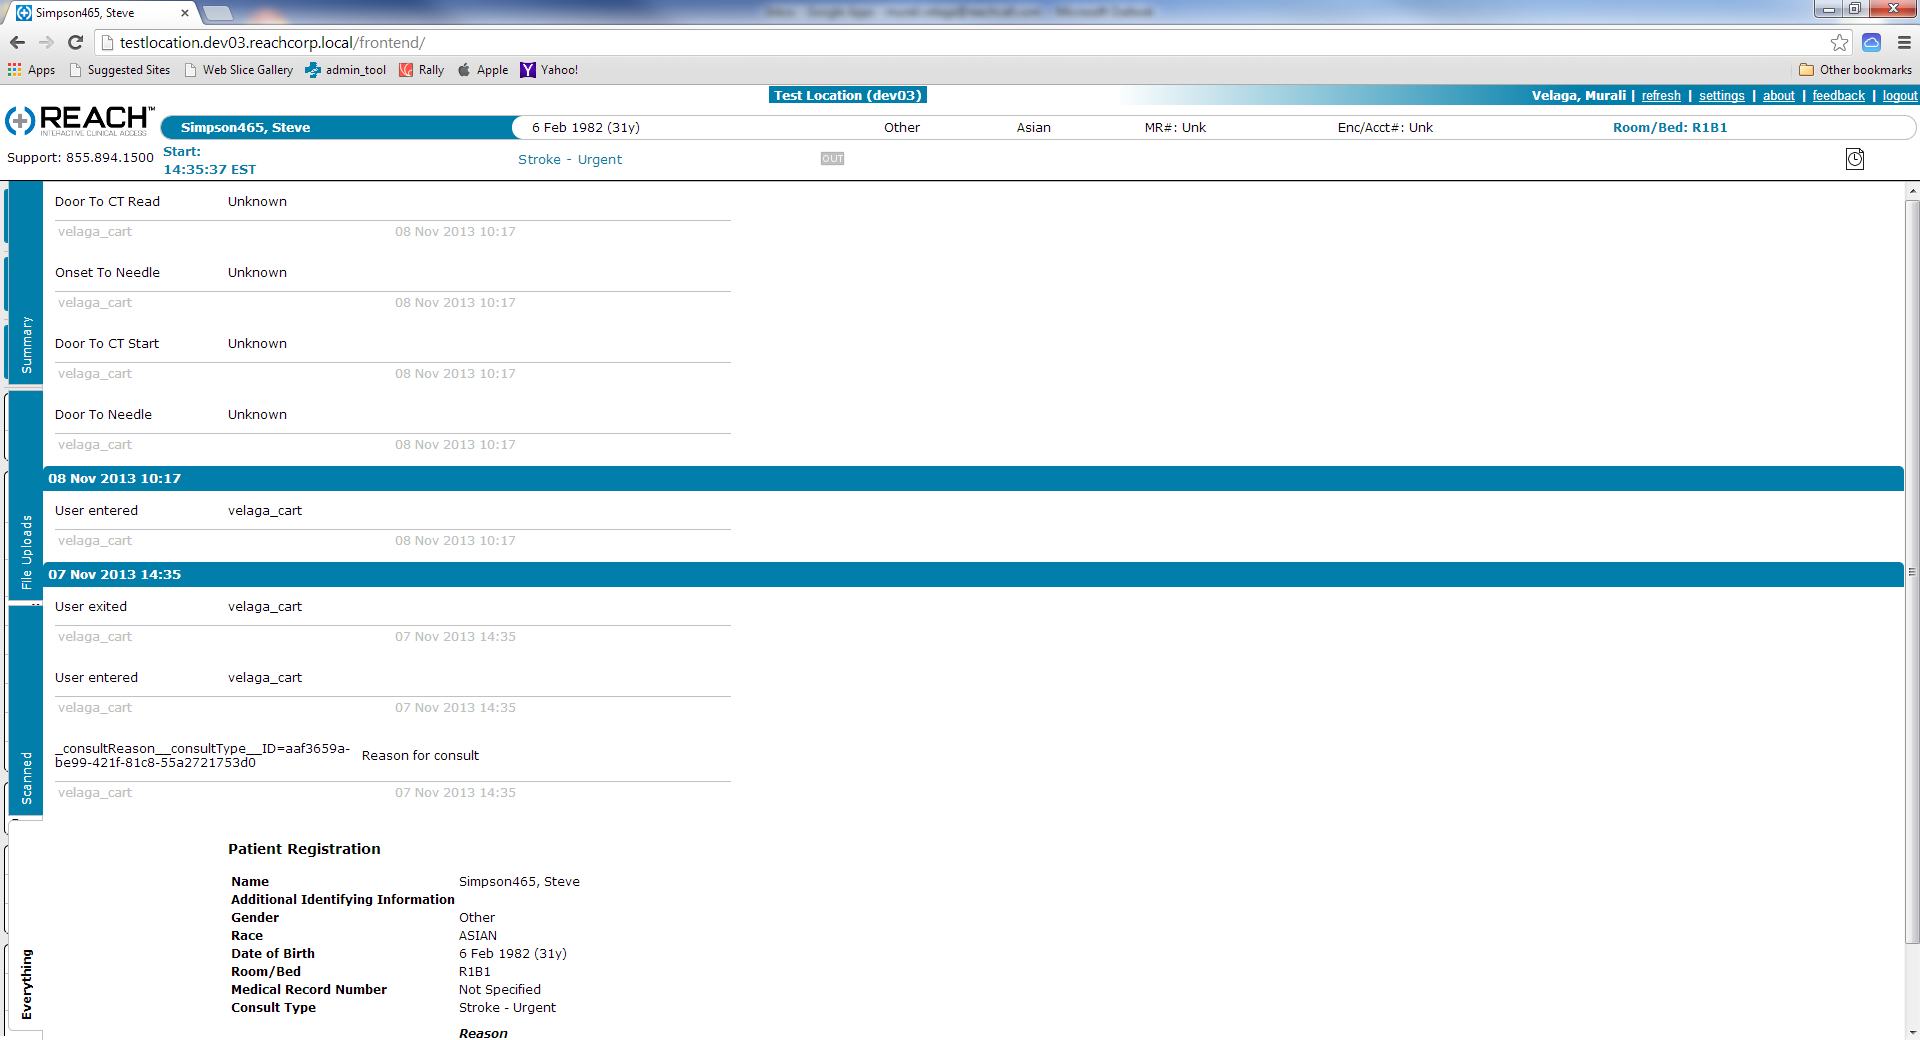 Simpson465, Steve
testlocation.dev03.reachcorp.local/frontend/
Apps Suggested Sites Web Slice Gallery admin_tool Rally Apple Yahoo! Other bookmarks
Test Location (dev03) Velaga, Murali | refresh | settings | about | feedback | logout
REACH™
INTERACTIVE CLINICAL ACCESS
Simpson465, Steve 6 Feb 1982 (31y) Other Asian MR#: Unk Enc/Acct#: Unk Room/Bed: R1B1
Support: 855.894.1500 Start:
14:35:37 EST Stroke - Urgent OUT
Summary
File Uploads
Scanned
Everything
Door To CT Read Unknown
velaga_cart 08 Nov 2013 10:17
Onset To Needle Unknown
velaga_cart 08 Nov 2013 10:17
Door To CT Start Unknown
velaga_cart 08 Nov 2013 10:17
Door To Needle Unknown
velaga_cart 08 Nov 2013 10:17
08 Nov 2013 10:17
User entered velaga_cart
velaga_cart 08 Nov 2013 10:17
07 Nov 2013 14:35
User exited velaga_cart
velaga_cart 07 Nov 2013 14:35
User entered velaga_cart
velaga_cart 07 Nov 2013 14:35
_consultReason__consultType__ID=aaf3659a-
be99-421f-81c8-55a2721753d0 Reason for consult
velaga_cart 07 Nov 2013 14:35
Patient Registration
Name Simpson465, Steve
Additional Identifying Information
Gender Other
Race ASIAN
Date of Birth 6 Feb 1982 (31y)
Room/Bed R1B1
Medical Record Number Not Specified
Consult Type Stroke - Urgent
Reason